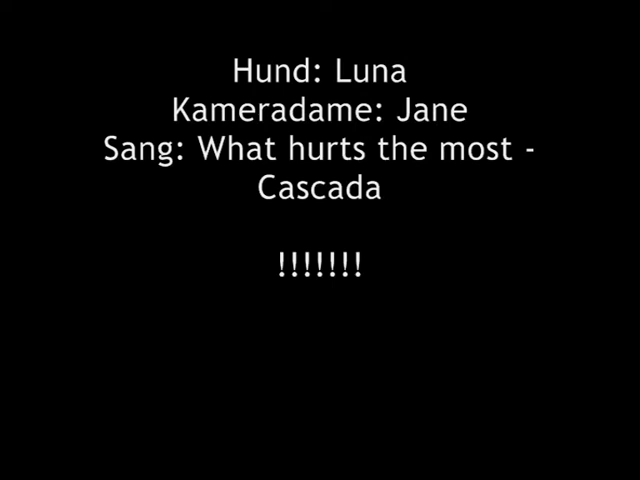 Hund: Luna
Kameradame: Jane
Sang: What hurts the most -
Cascada
!!!!!!!